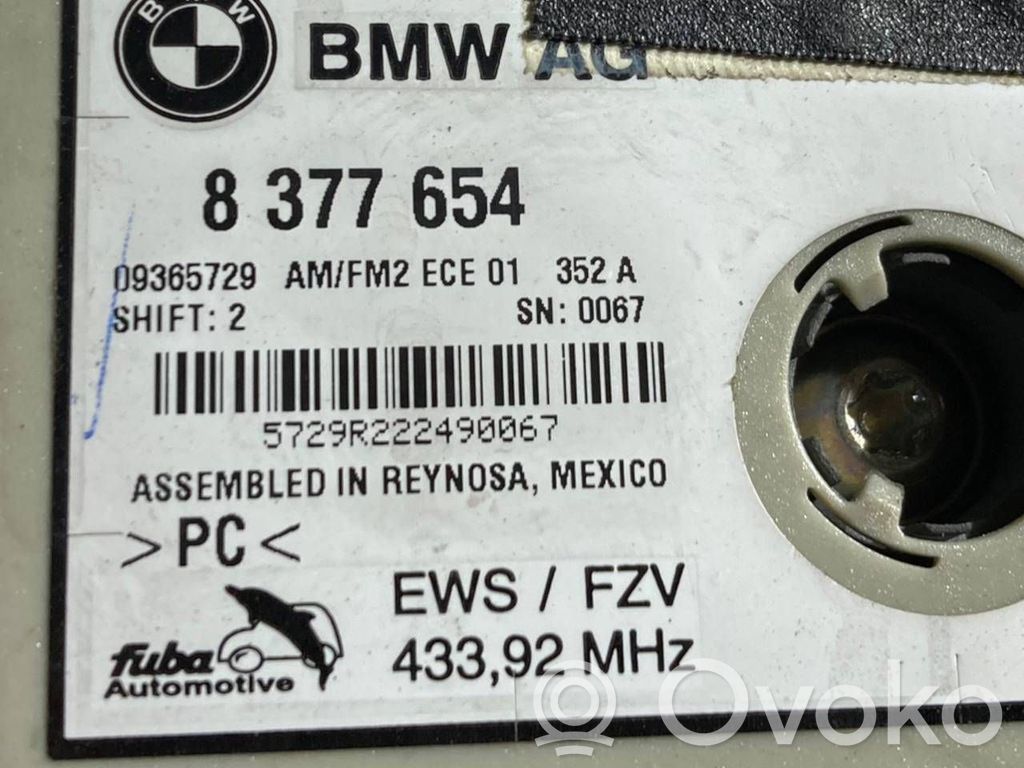 BMW
BMW AG
8 377 654
09365729 AM/FM2 ECE 01 352 A
SHIFT: 2 SN: 0067
5729R222490067
ASSEMBLED IN REYNOSA, MEXICO
>PC<
EWS / FZV
433,92 MHz
fuba
Automotive
Ovoko